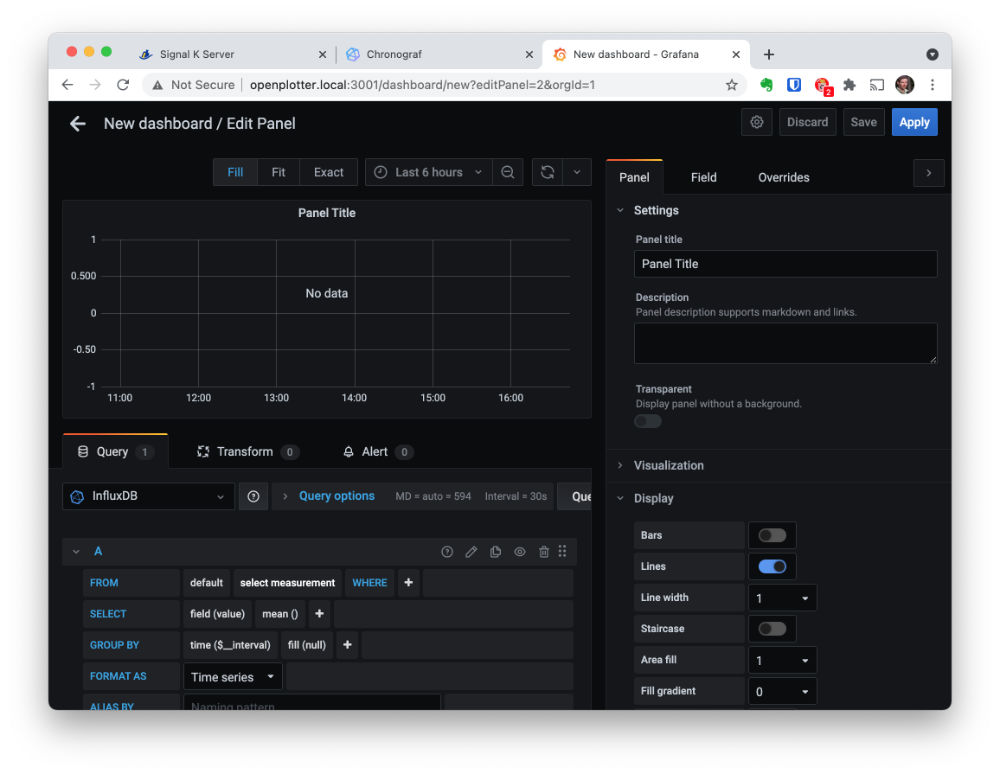 Signal K Server
Chronograf
New dashboard - Grafana
Not Secure
openplotter.local:3001/dashboard/new?editPanel=2&orgId=1
2
New dashboard / Edit Panel
Discard
Save
Apply
Fill
Fit
Exact
Last 6 hours
Panel Title
1
0.500
0
-0.50
-1
No data
11:00 12:00 13:00 14:00 15:00 16:00
Query 1
Transform 0
Alert 0
InfluxDB
Query options MD = auto = 594 Interval = 30s
Que
A
FROM default select measurement WHERE +
SELECT field (value) mean () +
GROUP BY time ($__interval) fill (null) +
FORMAT AS Time series
ALIAS BY Naming pattern
Panel Field Overrides
Settings
Panel title
Panel Title
Description
Panel description supports markdown and links.
Transparent
Display panel without a background.
Visualization
Display
Bars
Lines
Line width 1
Staircase
Area fill 1
Fill gradient 0